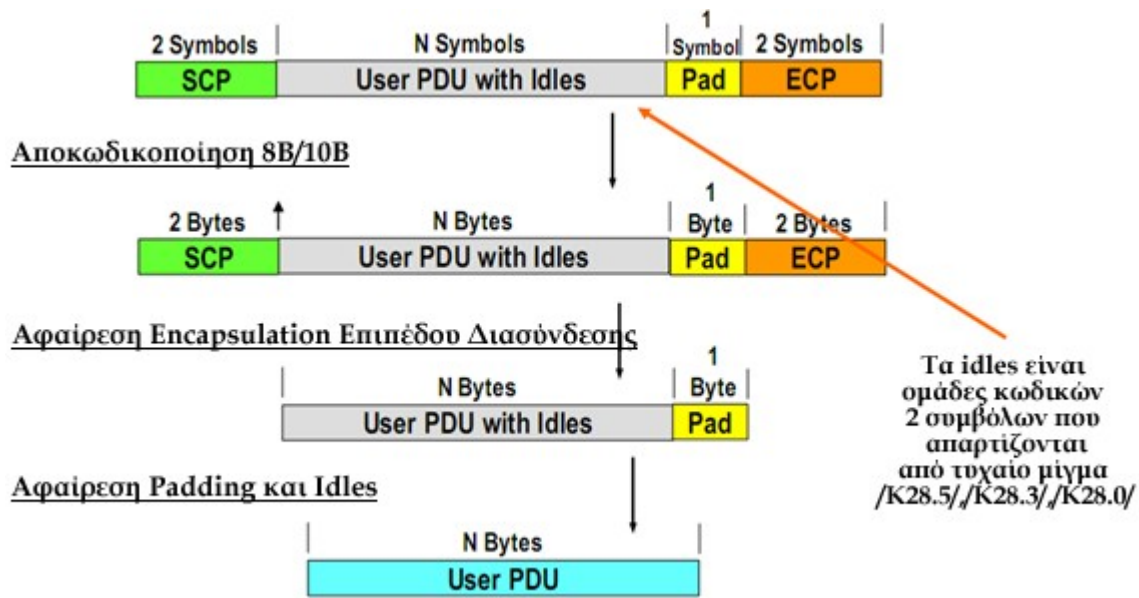 1
2 Symbols N Symbols Symbol 2 Symbols
SCP User PDU with Idles Pad ECP
Αποκωδικοποίηση 8B/10B
1
2 Bytes N Bytes Byte 2 Bytes
SCP User PDU with Idles Pad ECP
Αφαίρεση Encapsulation Επιπέδου Διασύνδεσης
1
N Bytes Byte
User PDU with Idles Pad
Αφαίρεση Padding και Idles
N Bytes
User PDU
Τα idles είναι
ομάδες κωδικών
2 συμβόλων που
απαρτίζονται
από τυχαίο μίγμα
/K28.5/,/K28.3/,/K28.0/